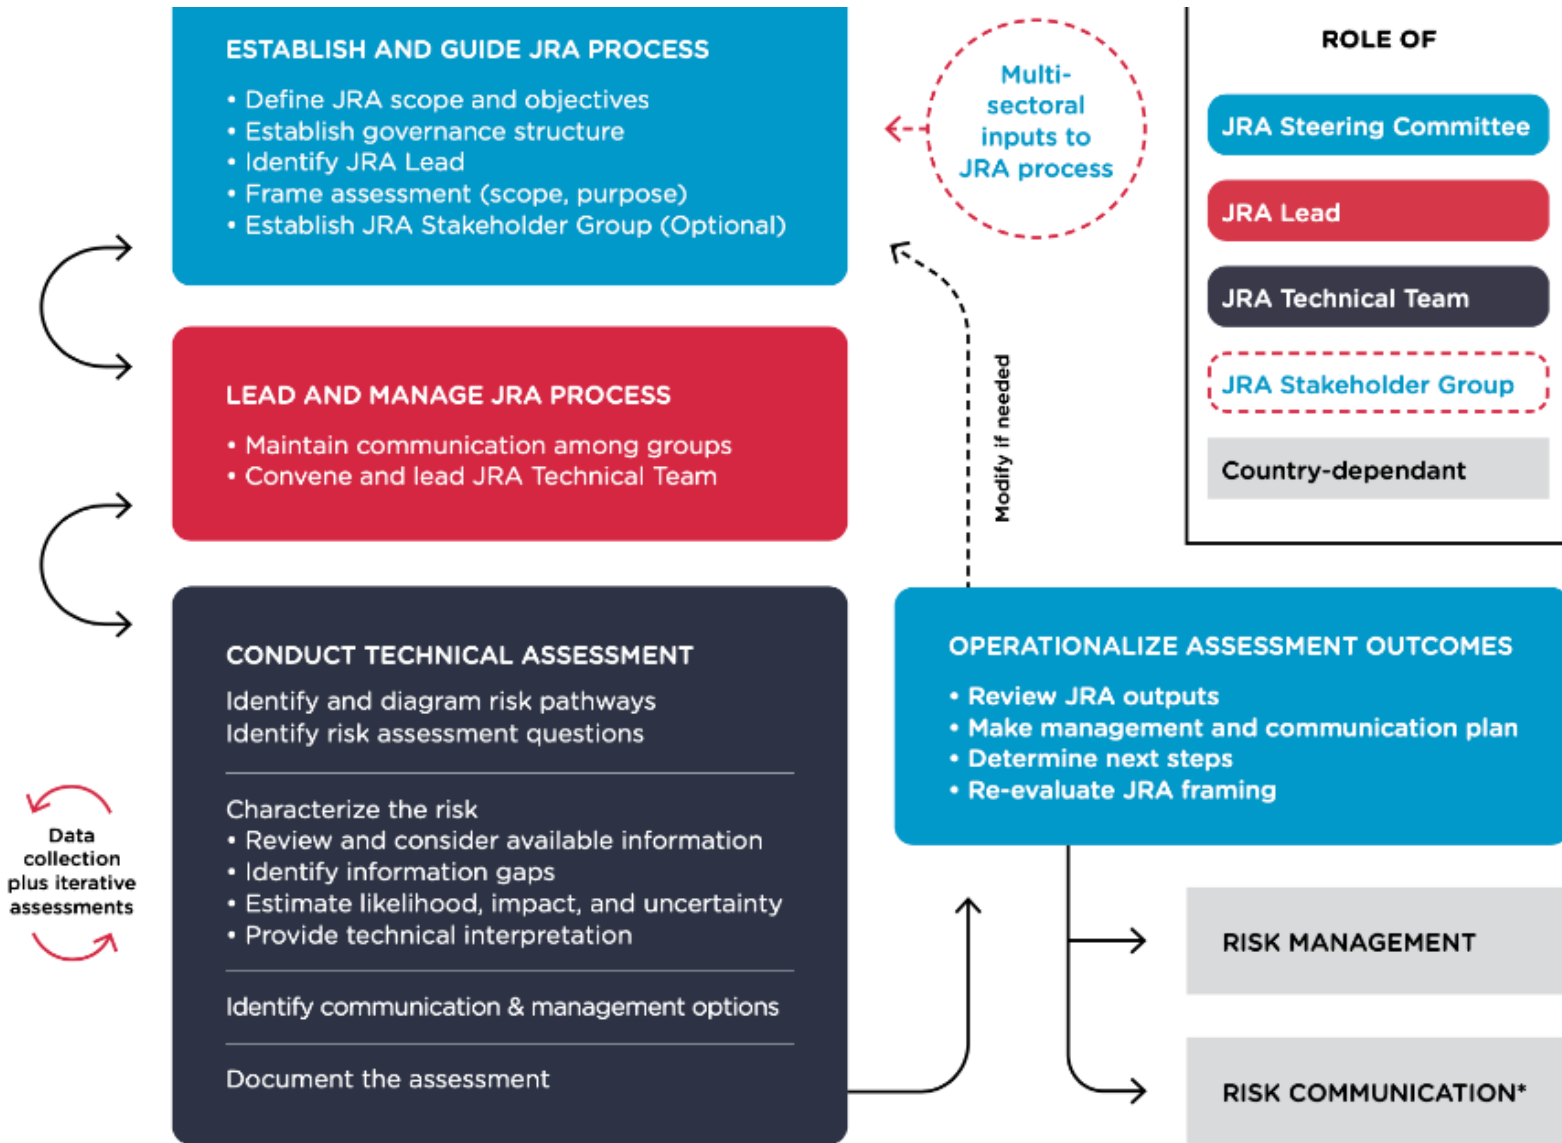 ESTABLISH AND GUIDE JRA PROCESS
• Define JRA scope and objectives
• Establish governance structure
• Identify JRA Lead
• Frame assessment (scope, purpose)
• Establish JRA Stakeholder Group (Optional)
Multi-
sectoral
inputs to
JRA process
ROLE OF
JRA Steering Committee
JRA Lead
JRA Technical Team
JRA Stakeholder Group
Country-dependant
LEAD AND MANAGE JRA PROCESS
• Maintain communication among groups
• Convene and lead JRA Technical Team
Modify if needed
CONDUCT TECHNICAL ASSESSMENT
Identify and diagram risk pathways
Identify risk assessment questions
Characterize the risk
• Review and consider available information
• Identify information gaps
• Estimate likelihood, impact, and uncertainty
• Provide technical interpretation
Identify communication & management options
Document the assessment
Data
collection
plus iterative
assessments
OPERATIONALIZE ASSESSMENT OUTCOMES
• Review JRA outputs
• Make management and communication plan
• Determine next steps
• Re-evaluate JRA framing
RISK MANAGEMENT
RISK COMMUNICATION*